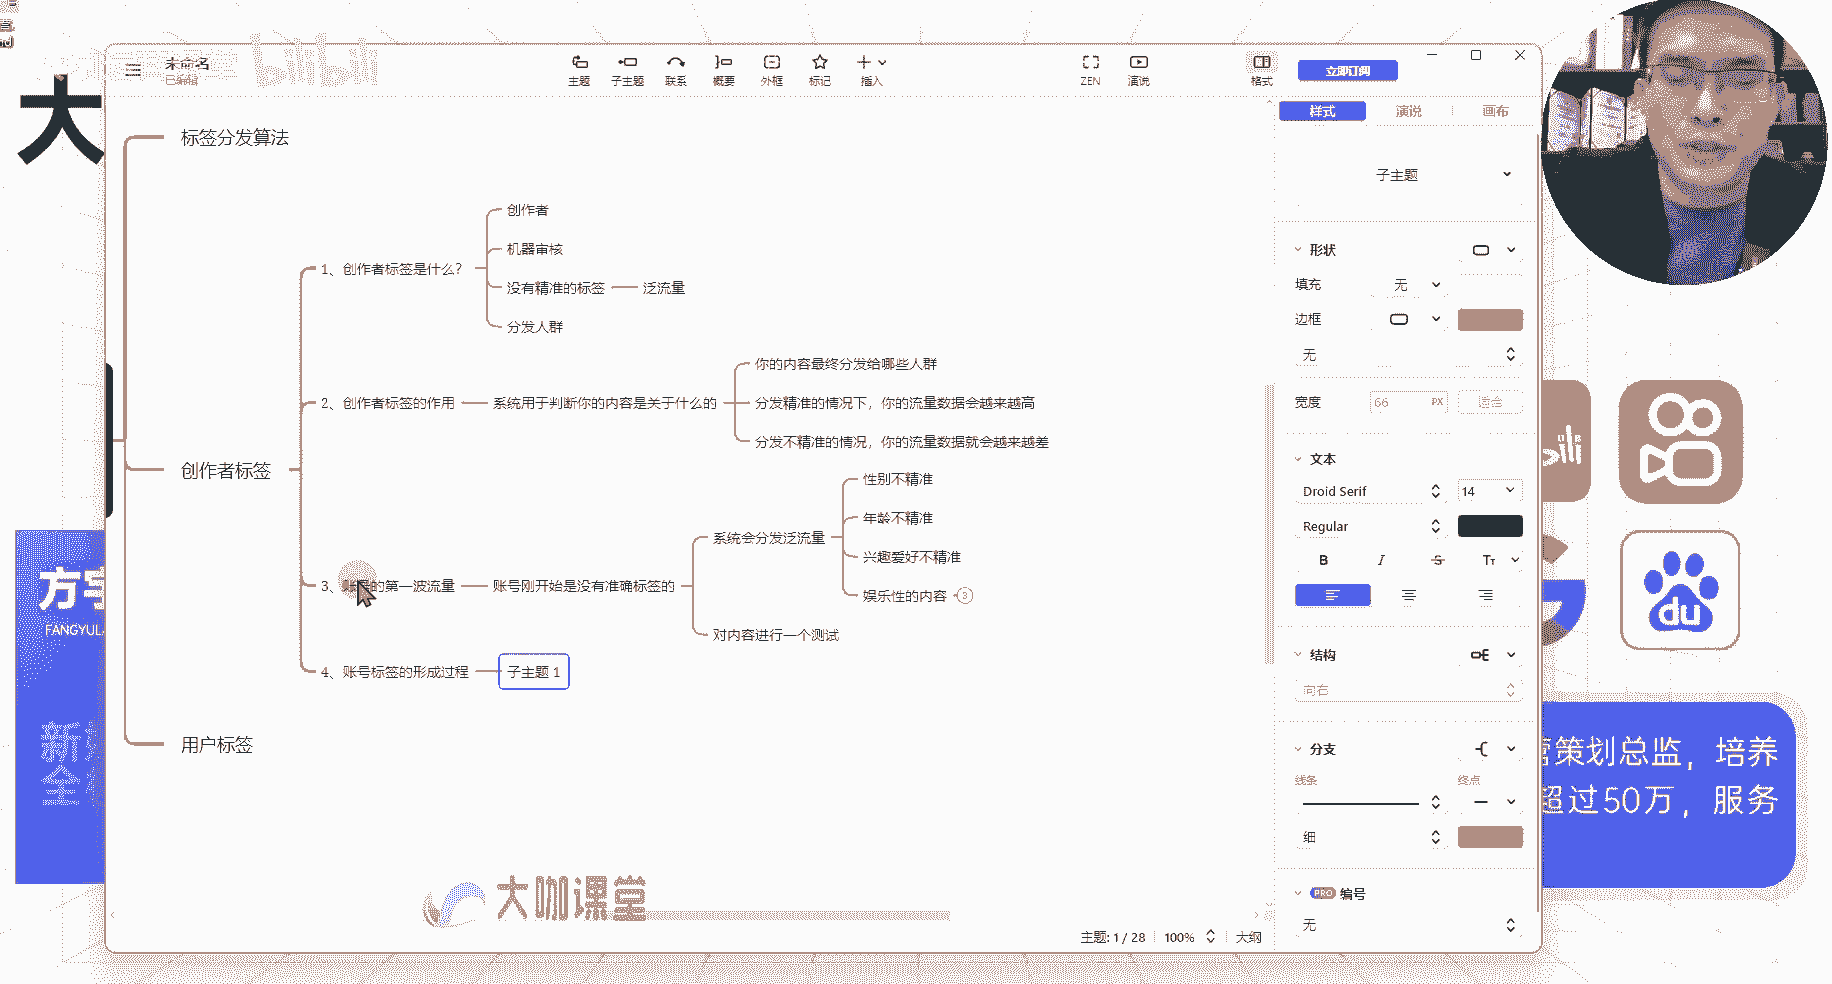 大
bilibili
未命名
已编辑
主题
子主题
联系
概要
外框
标记
插入
ZEN
演说
格式
立即订阅
标签分发算法
创作者标签
1、创作者标签是什么？
创作者
机器审核
没有精准的标签
泛流量
分发人群
2、创作者标签的作用
系统用于判断你的内容是关于什么的
你的内容最终分发给哪些人群
分发精准的情况下，你的流量数据会越来越高
分发不精准的情况，你的流量数据就会越来越差
3、账号的第一波流量
账号刚开始是没有准确标签的
系统会分发泛流量
性别不精准
年龄不精准
兴趣爱好不精准
娱乐性的内容
3
对内容进行一个测试
4、账号标签的形成过程
子主题 1
用户标签
大咖课堂
主题: 1 / 28
100%
大纲
样式
演说
画布
子主题
形状
填充
无
边框
无
宽度
66
PX
适合
文本
Droid Serif
14
Regular
B
I
S
Tт
结构
向右
分支
线条
终点
细
PRO
编号
无
du
FANGYUL
新
全
策划总监，培养
超过50万，服务